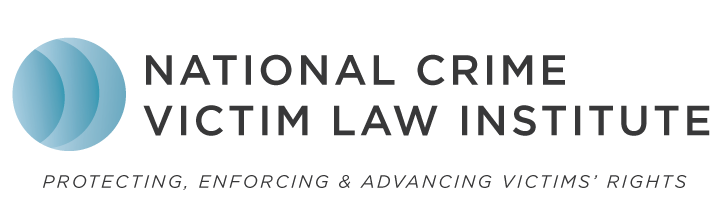 NATIONAL CRIME
VICTIM LAW INSTITUTE
PROTECTING, ENFORCING & ADVANCING VICTIMS’ RIGHTS